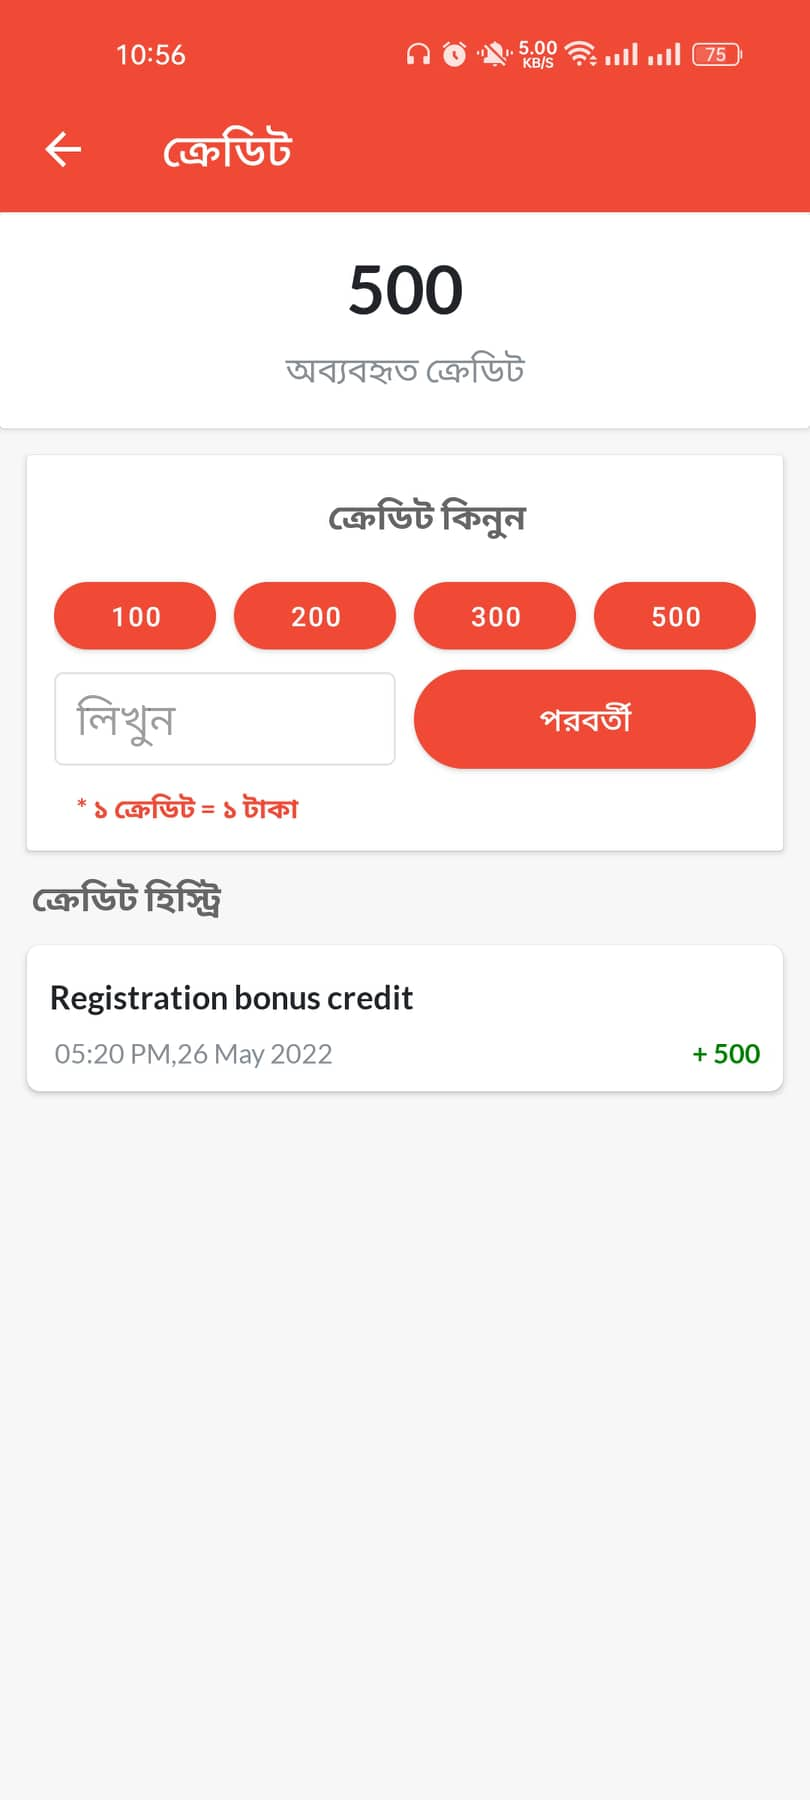 10:56
5.00
KB/S
75
ক্রেডিট
500
অব্যবহৃত ক্রেডিট
ক্রেডিট কিনুন
100 200 300 500
লিখুন পরবর্তী
* ১ ক্রেডিট = ১ টাকা
ক্রেডিট হিস্ট্রি
Registration bonus credit
05:20 PM,26 May 2022 + 500